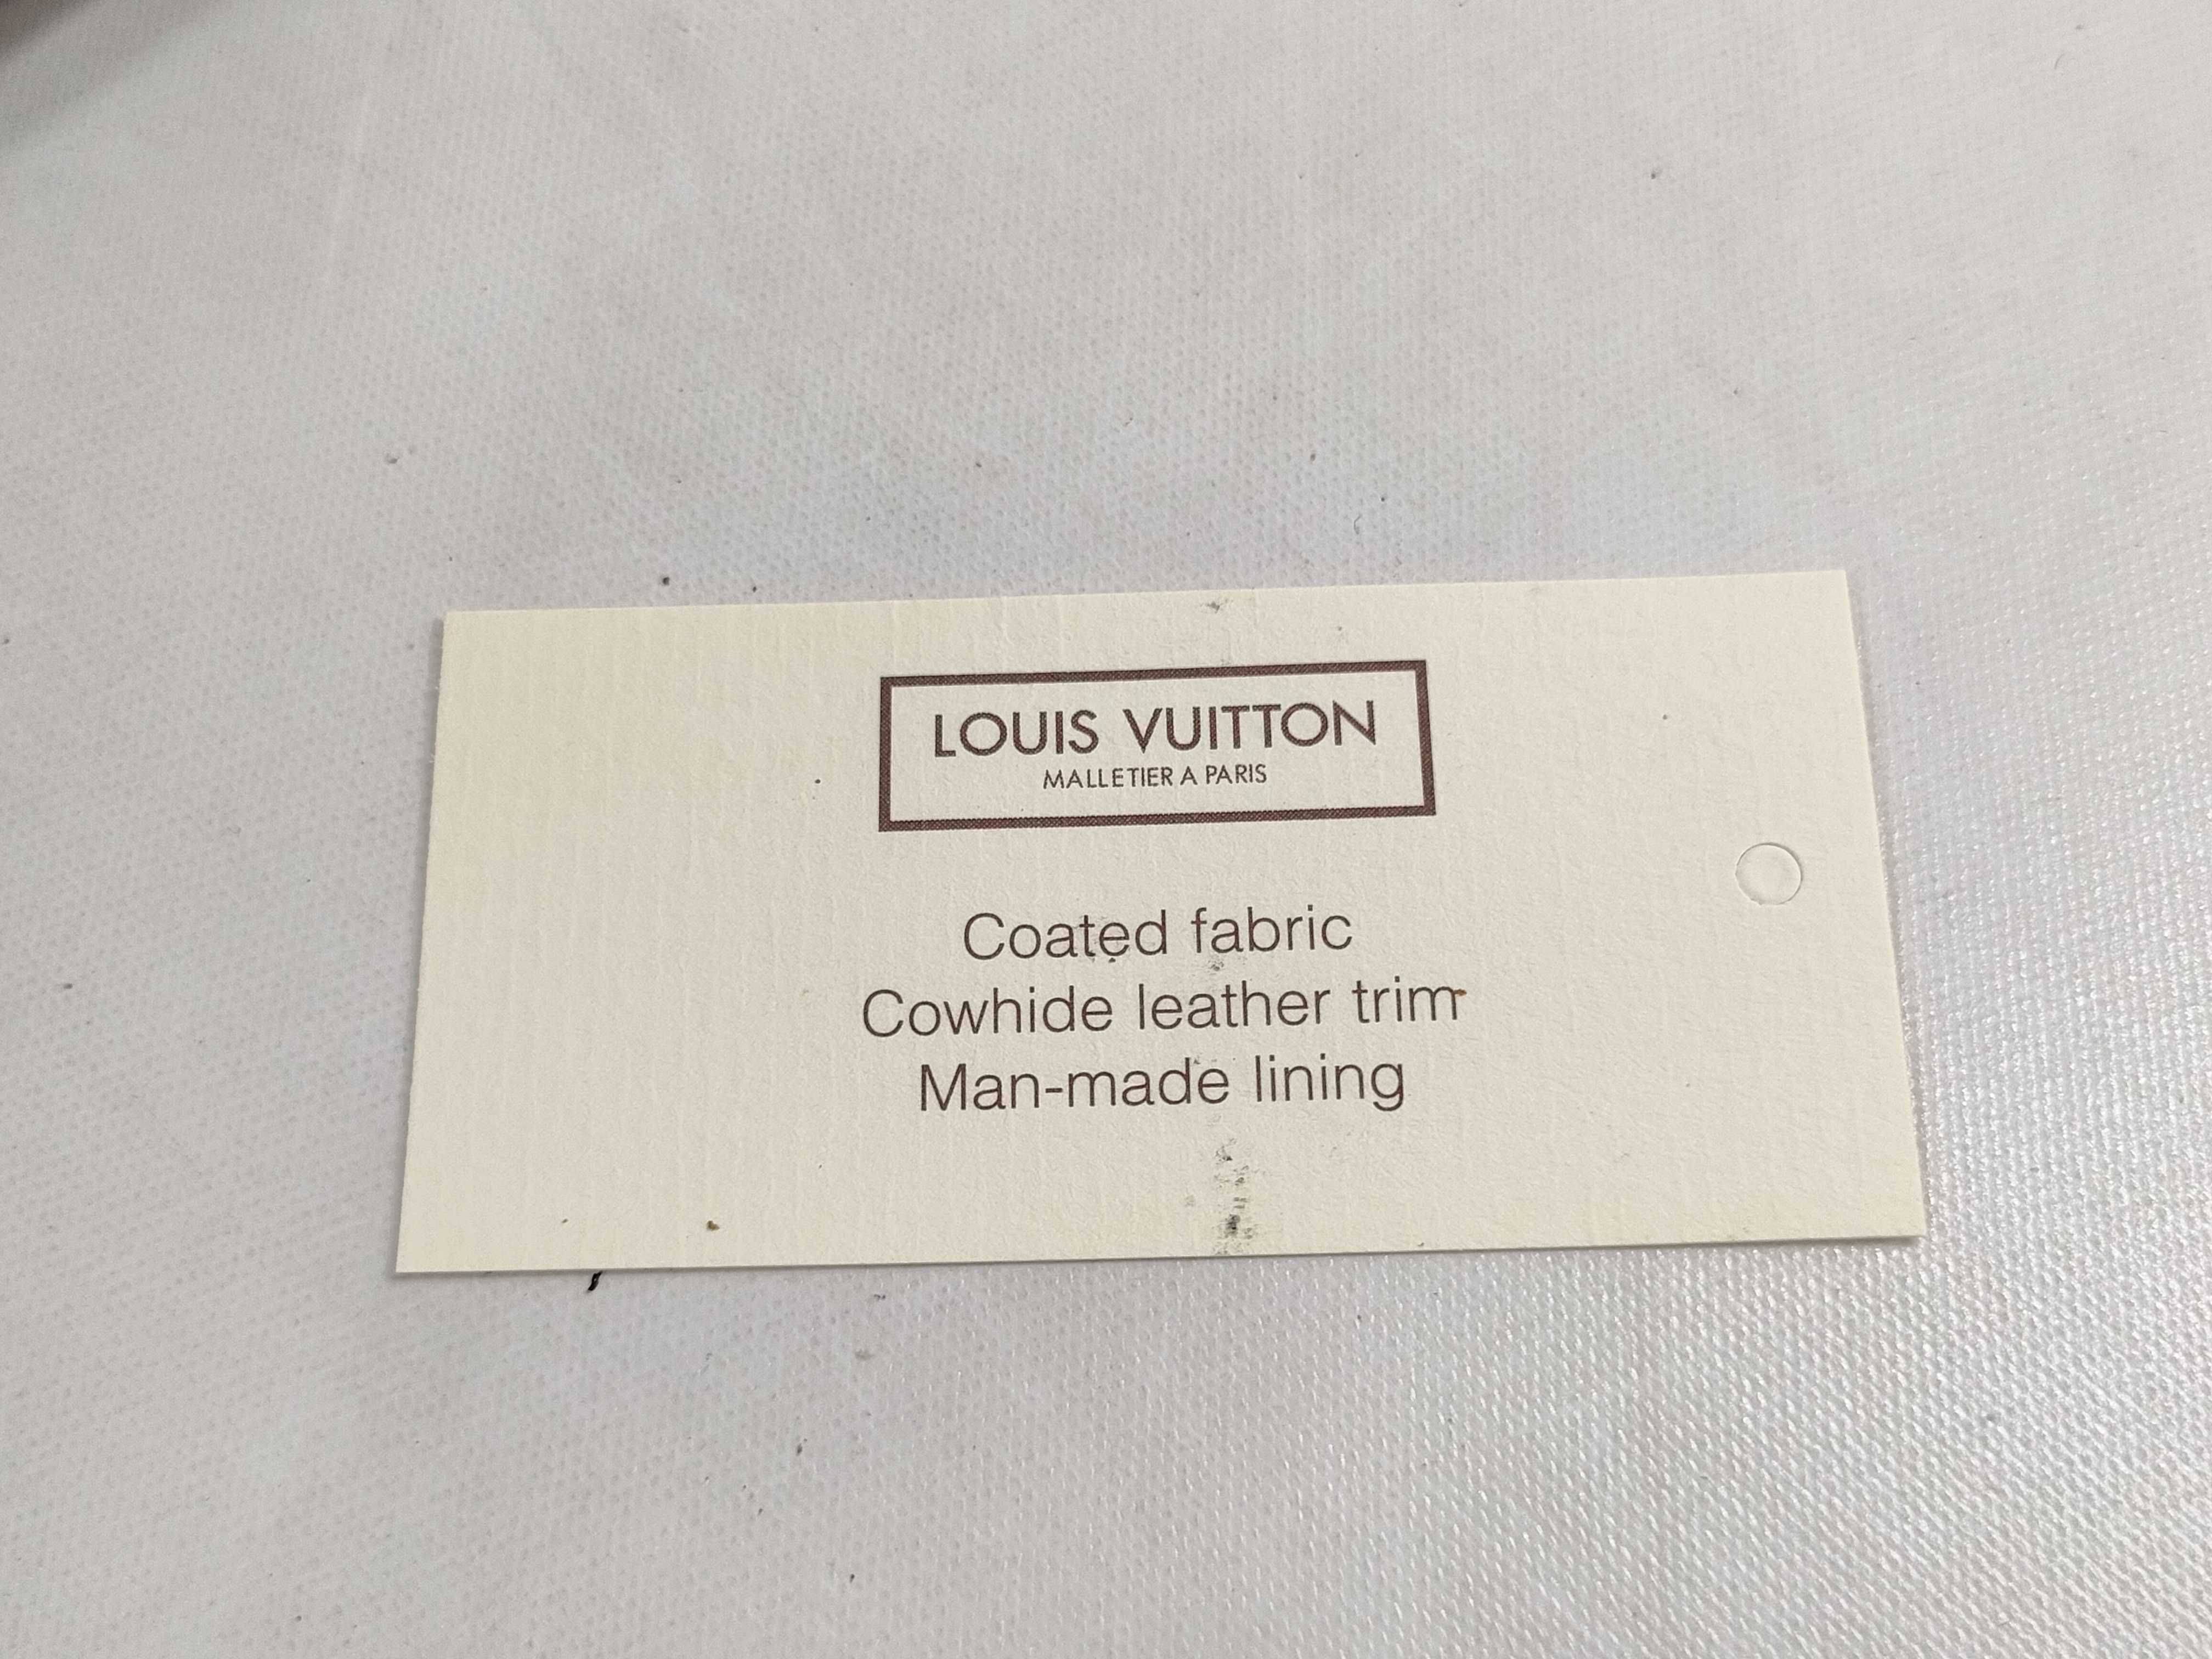 LOUIS VUITTON
MALLETIER A PARIS
Coated fabric
Cowhide leather trim
Man-made lining